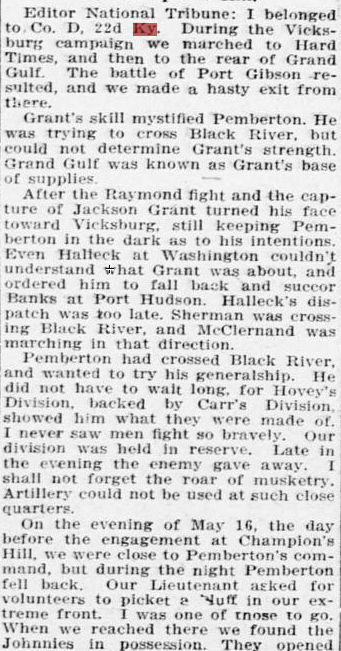 Editor National Tribune: I belonged
to Co. D, 22d Ky. During the Vicks-
burg campaign we marched to Hard
Times, and then to the rear of Grand
Gulf. The battle of Port Gibson re-
sulted, and we made a hasty exit from
there.
Grant's skill mystified Pemberton. He
was trying to cross Black River, but
could not determine Grant's strength.
Grand Gulf was known as Grant's base
of supplies.
After the Raymond fight and the cap-
ture of Jackson Grant turned his face
toward Vicksburg, still keeping Pem-
berton in the dark as to his intentions.
Even Halleck at Washington couldn't
understand what Grant was about, and
ordered him to fall back and succor
Banks at Port Hudson. Halleck's dis-
patch was too late. Sherman was cross-
ing Black River, and McClernand was
marching in that direction.
Pemberton had crossed Black River,
and wanted to try his generalship. He
did not have to wait long, for Hovey's
Division, backed by Carr's Division,
showed him what they were made of.
I never saw men fight so bravely. Our
division was held in reserve. Late in
the evening the enemy gave away. I
shall not forget the roar of musketry.
Artillery could not be used at such close
quarters.
On the evening of May 16, the day
before the engagement at Champion's
Hill, we were close to Pemberton's com-
mand, but during the night Pemberton
fell back. Our Lieutenant asked for
volunteers to picket a bluff in our ex-
treme front. I was one of those to go.
When we reached there we found the
Johnnies in possession. They opened